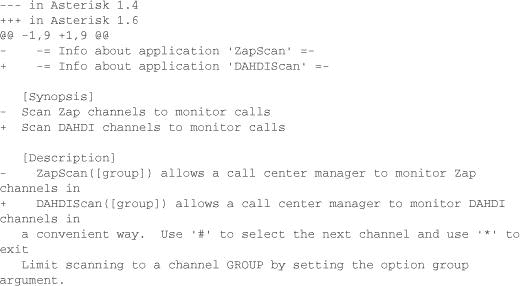 --- in Asterisk 1.4
+++ in Asterisk 1.6
@@ -1,9 +1,9 @@
-    -= Info about application 'ZapScan' =-
+    -= Info about application 'DAHDIScan' =-

   [Synopsis]
-  Scan Zap channels to monitor calls
+  Scan DAHDI channels to monitor calls

   [Description]
-    ZapScan([group]) allows a call center manager to monitor Zap
channels in
+    DAHDIScan([group]) allows a call center manager to monitor DAHDI
channels in
   a convenient way.  Use '#' to select the next channel and use '*' to
exit
   Limit scanning to a channel GROUP by setting the option group
argument.